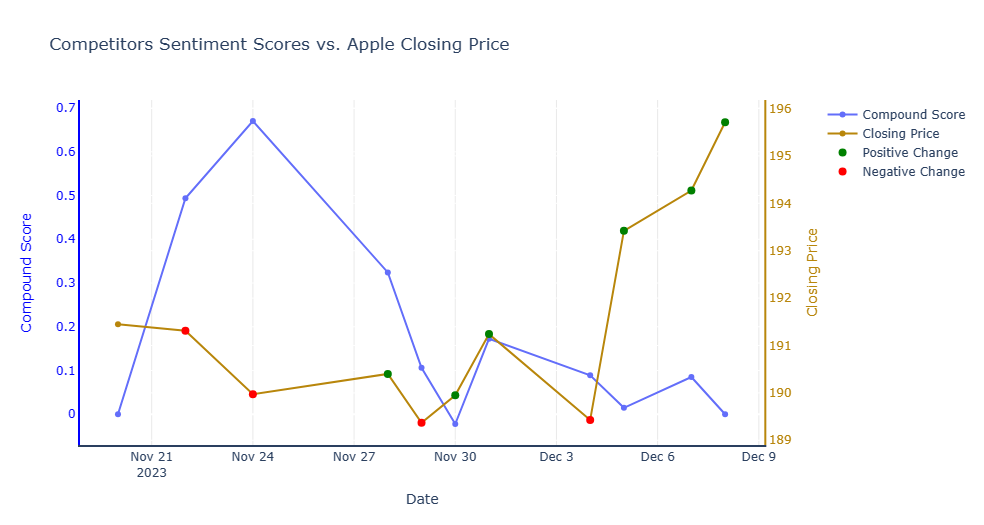 Competitors Sentiment Scores vs. Apple Closing Price
Compound Score
0.7
0.6
0.5
0.4
0.3
0.2
0.1
0
196
195
194
193
192
191
190
189
Closing Price
Compound Score
Closing Price
Positive Change
Negative Change
Nov 21
2023
Nov 24
Nov 27
Nov 30
Dec 3
Dec 6
Dec 9
Date